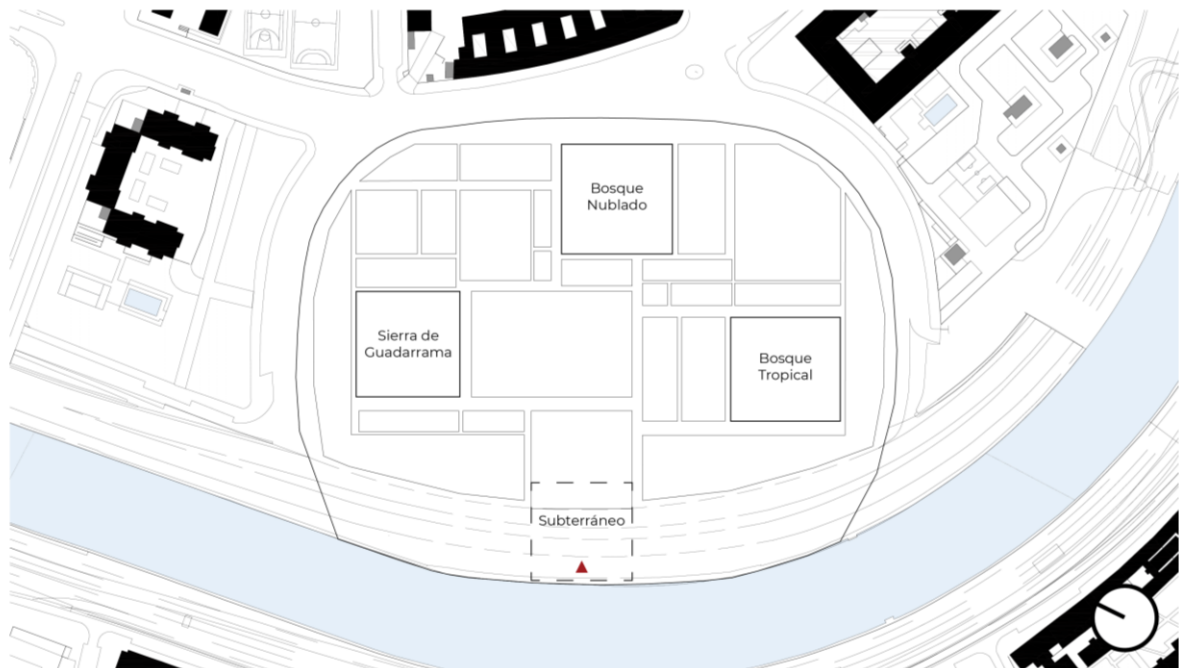 Bosque
Nublado
Sierra de
Guadarrama
Bosque
Tropical
Subterráneo